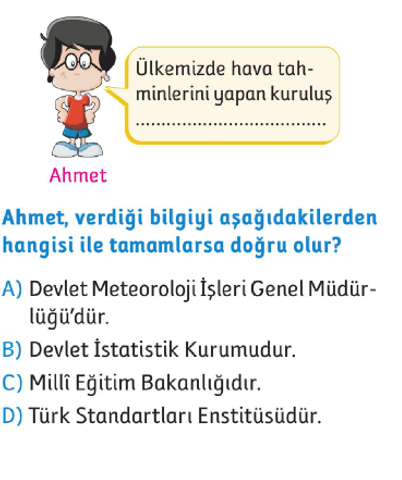 Ülkemizde hava tah-
minlerini yapan kuruluş
........................................
Ahmet
Ahmet, verdiği bilgiyi aşağıdakilerden
hangisi ile tamamlarsa doğru olur?
A) Devlet Meteoroloji İşleri Genel Müdür-
lüğü’dür.
B) Devlet İstatistik Kurumudur.
C) Millî Eğitim Bakanlığıdır.
D) Türk Standartları Enstitüsüdür.